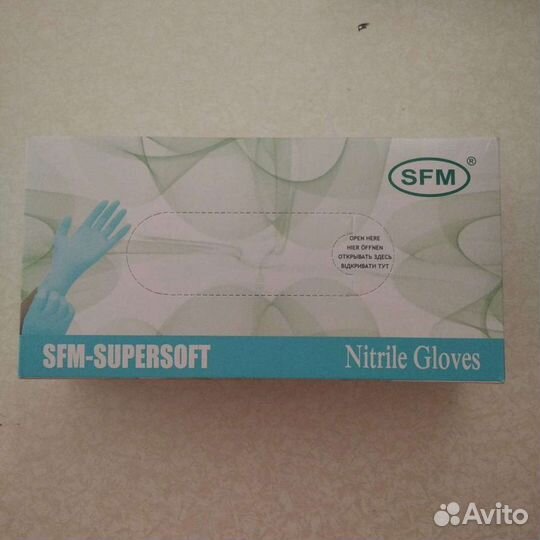 SFM®
OPEN HERE
HIER ÖFFNEN
ОТКРЫВАТЬ ЗДЕСЬ
ВІДКРИВАТИ ТУТ
SFM-SUPERSOFT
Nitrile Gloves
Avito